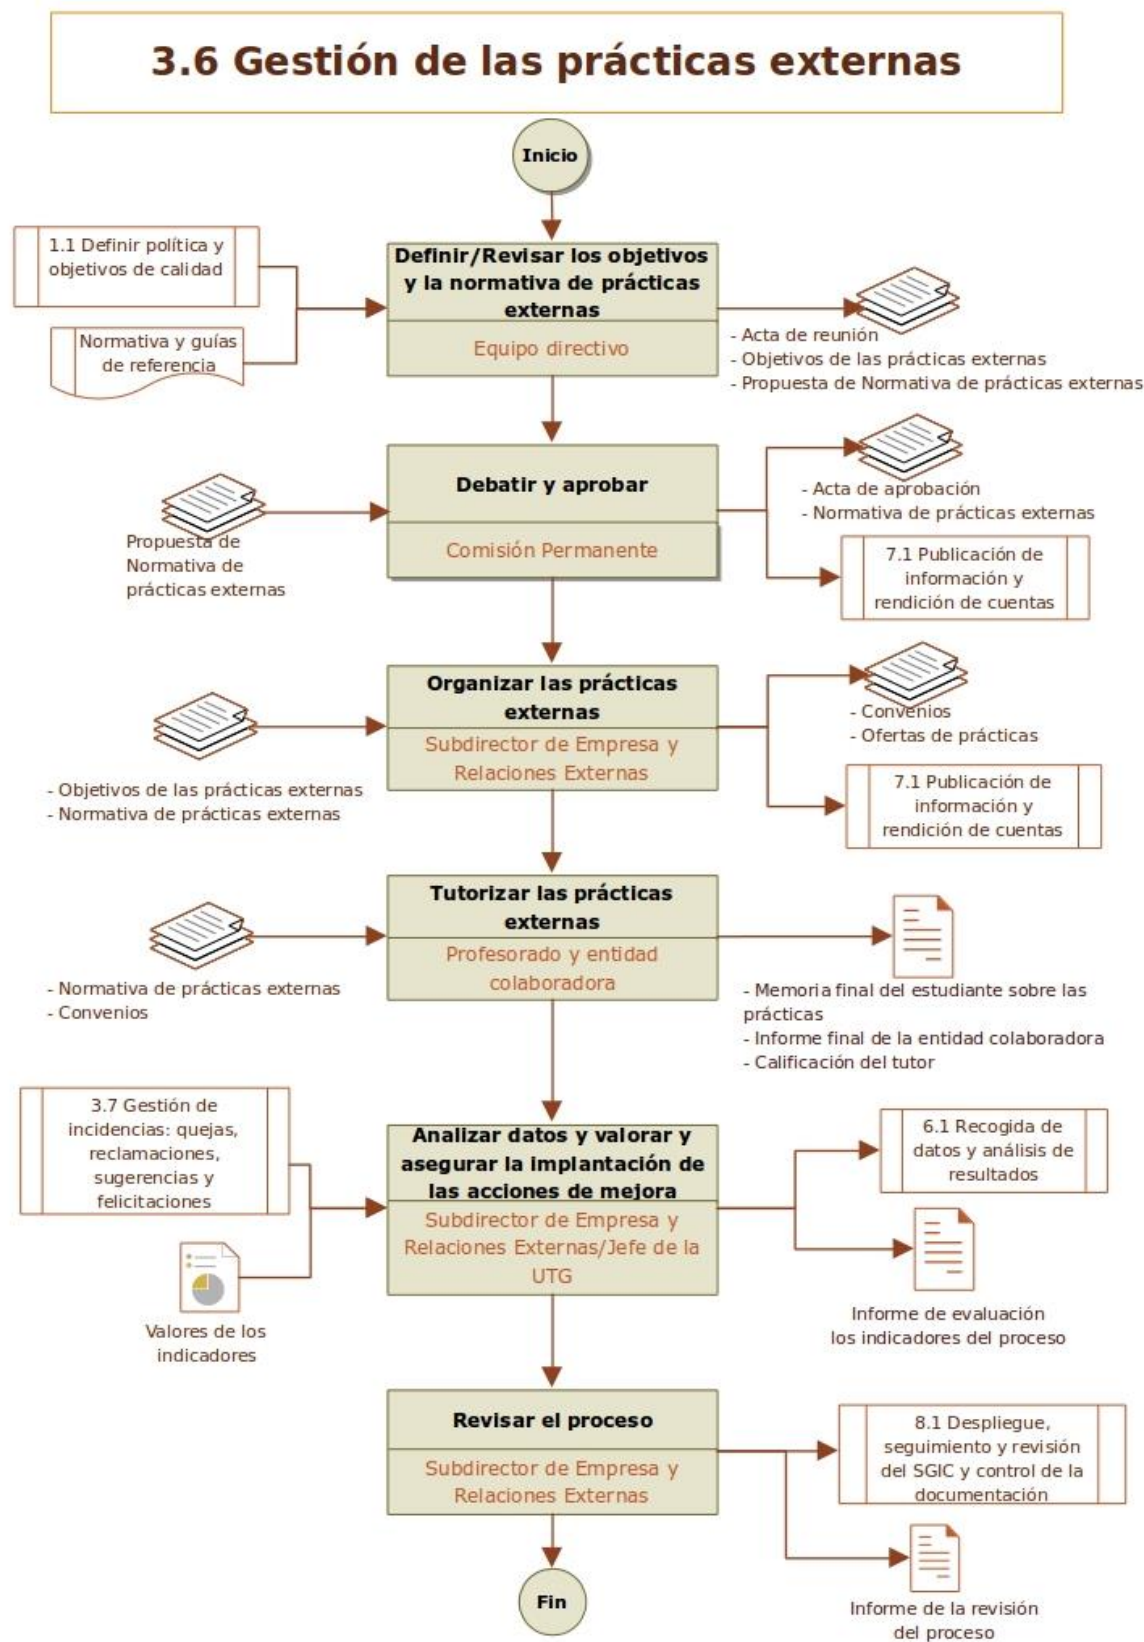 3.6 Gestión de las prácticas externas
Inicio
1.1 Definir política y
objetivos de calidad
Normativa y guías
de referencia
Definir/Revisar los objetivos
y la normativa de prácticas
externas
Equipo directivo
- Acta de reunión
- Objetivos de las prácticas externas
- Propuesta de Normativa de prácticas externas
Propuesta de
Normativa de
prácticas externas
Debatir y aprobar
Comisión Permanente
- Acta de aprobación
- Normativa de prácticas externas
7.1 Publicación de
información y
rendición de cuentas
- Objetivos de las prácticas externas
- Normativa de prácticas externas
Organizar las prácticas
externas
Subdirector de Empresa y
Relaciones Externas
- Convenios
- Ofertas de prácticas
7.1 Publicación de
información y
rendición de cuentas
- Normativa de prácticas externas
- Convenios
Tutorizar las prácticas
externas
Profesorado y entidad
colaboradora
- Memoria final del estudiante sobre las
prácticas
- Informe final de la entidad colaboradora
- Calificación del tutor
3.7 Gestión de
incidencias: quejas,
reclamaciones,
sugerencias y
felicitaciones
Valores de los
indicadores
Analizar datos y valorar y
asegurar la implantación de
las acciones de mejora
Subdirector de Empresa y
Relaciones Externas/Jefe de la
UTG
6.1 Recogida de
datos y análisis de
resultados
Informe de evaluación
los indicadores del proceso
Revisar el proceso
Subdirector de Empresa y
Relaciones Externas
8.1 Despliegue,
seguimiento y revisión
del SGIC y control de la
documentación
Informe de la revisión
del proceso
Fin